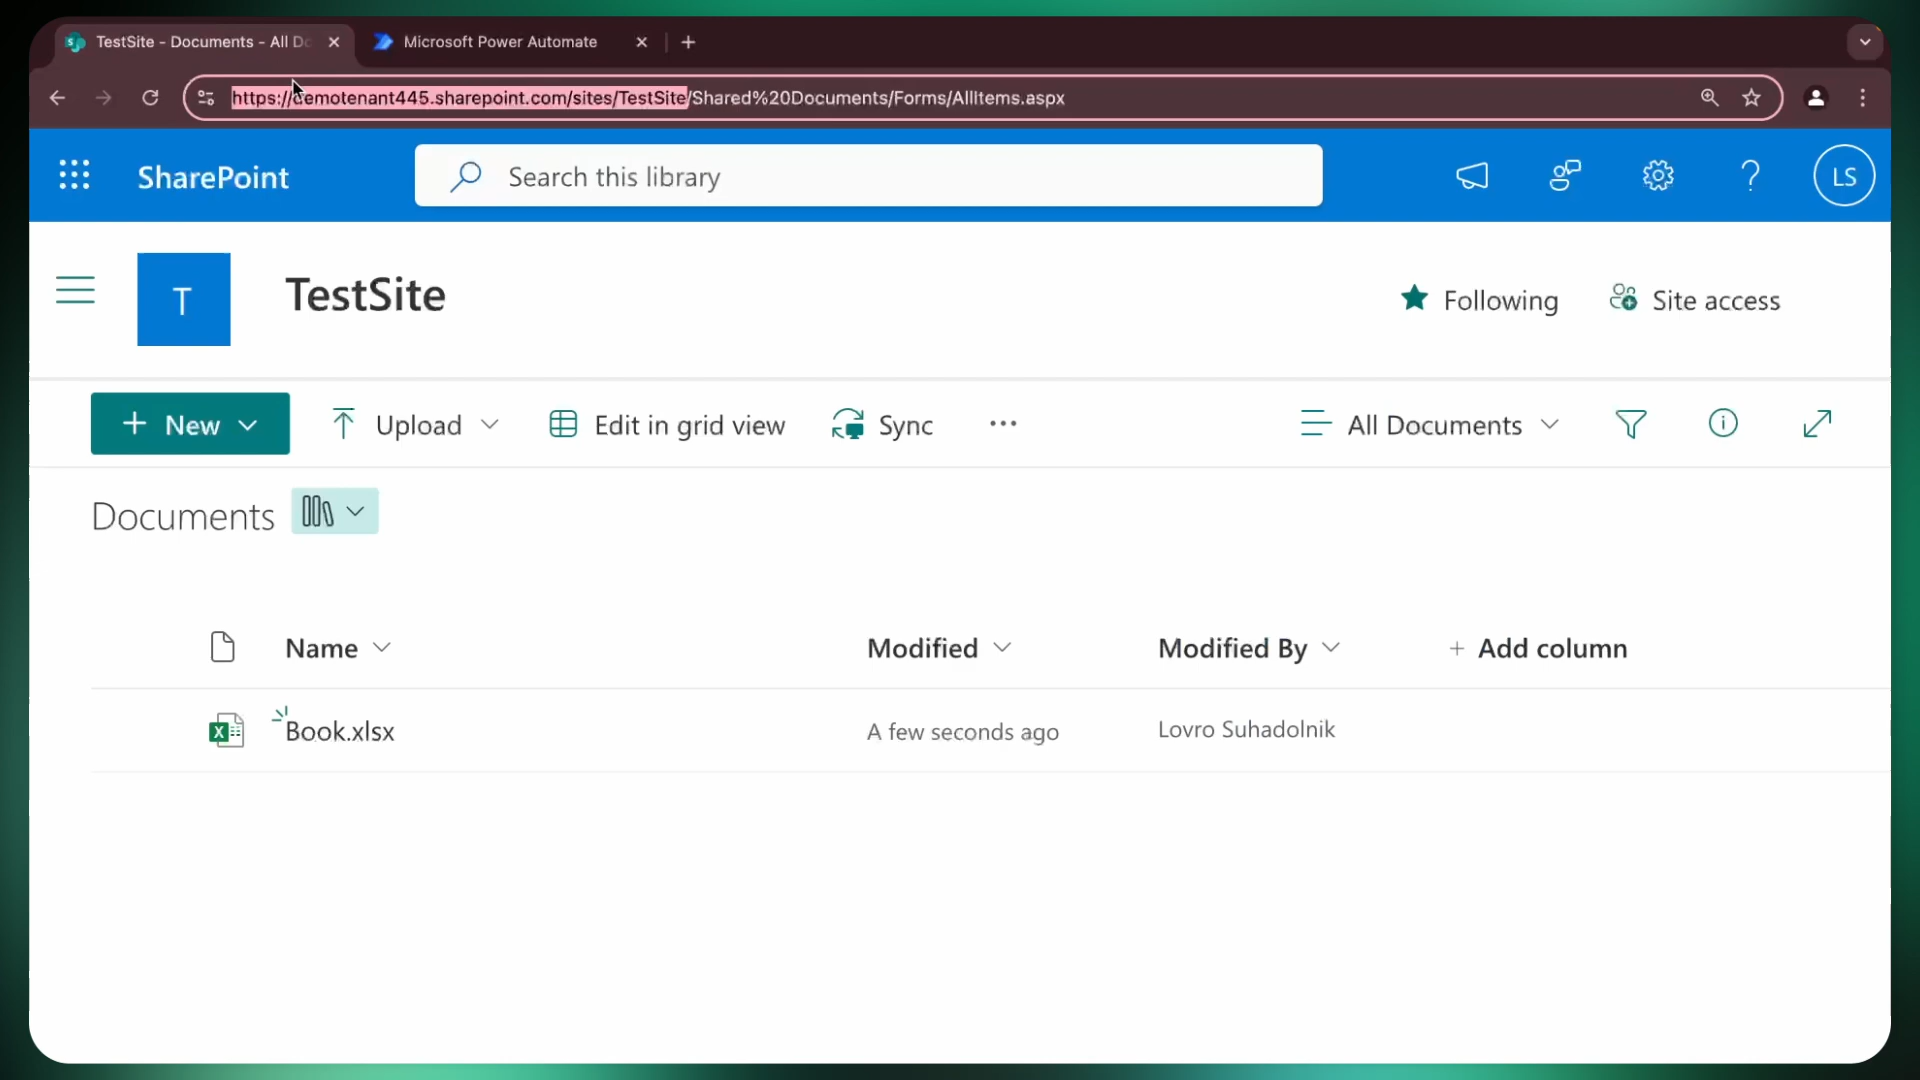 TestSite - Documents - All Do
Microsoft Power Automate
https://demotenant445.sharepoint.com/sites/TestSite/Shared%20Documents/Forms/AllItems.aspx
SharePoint
Search this library
LS
T
TestSite
Following
Site access
New
Upload
Edit in grid view
Sync
All Documents
Documents
Name
Modified
Modified By
Add column
Book.xlsx
A few seconds ago
Lovro Suhadolnik